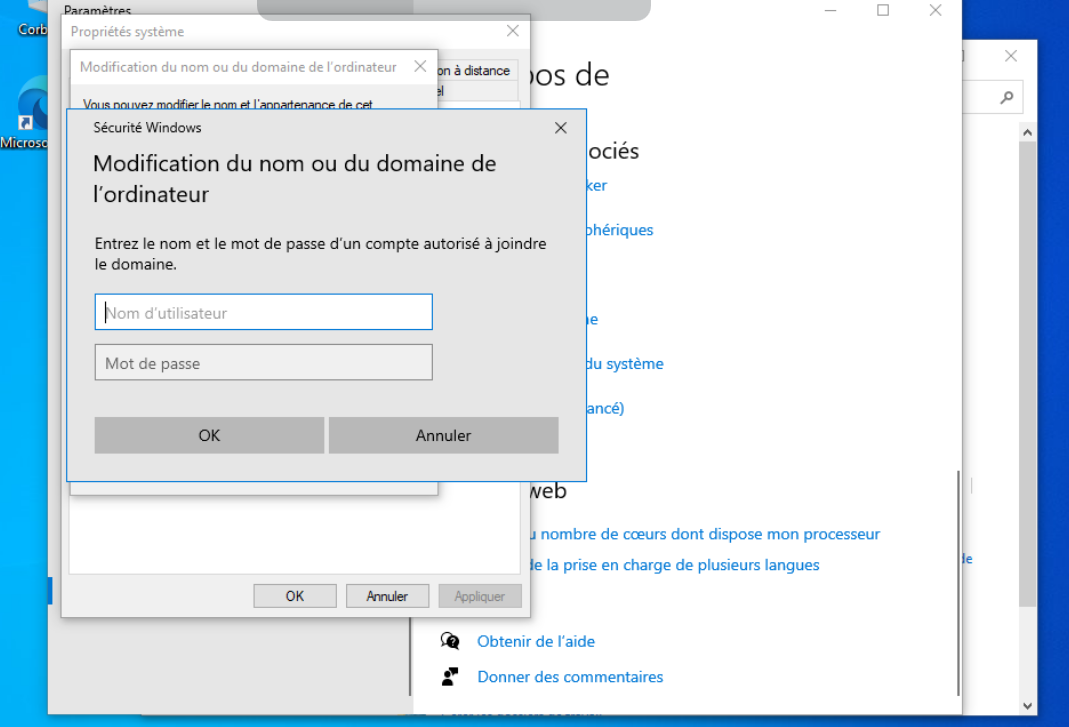 Paramètres
Corb
Microso
Propriétés système
on à distance
el
Modification du nom ou du domaine de l'ordinateur
Vous pouvez modifier le nom et l'appartenance de cet
Sécurité Windows
Modification du nom ou du domaine de
l'ordinateur
Entrez le nom et le mot de passe d'un compte autorisé à joindre
le domaine.
Nom d'utilisateur
Mot de passe
OK
Annuler
OK
Annuler
Appliquer
pos de
ociés
ker
phériques
ne
du système
ancé)
web
u nombre de cœurs dont dispose mon processeur
de la prise en charge de plusieurs langues
Obtenir de l'aide
Donner des commentaires
de